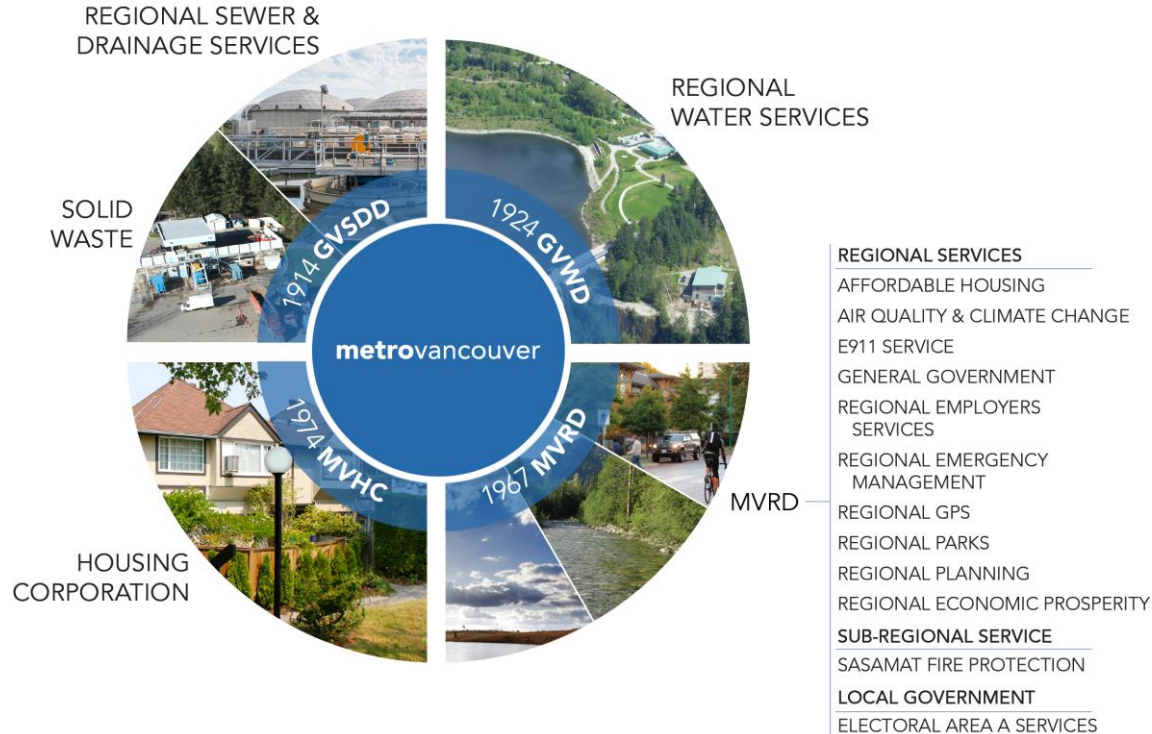 REGIONAL SEWER &
DRAINAGE SERVICES
REGIONAL
WATER SERVICES
SOLID
WASTE
1914 GVSDD
1924 GVWD
metrovancouver
1974 MVHC
1967 MVRD
HOUSING
CORPORATION
MVRD
REGIONAL SERVICES
AFFORDABLE HOUSING
AIR QUALITY & CLIMATE CHANGE
E911 SERVICE
GENERAL GOVERNMENT
REGIONAL EMPLOYERS
SERVICES
REGIONAL EMERGENCY
MANAGEMENT
REGIONAL GPS
REGIONAL PARKS
REGIONAL PLANNING
REGIONAL ECONOMIC PROSPERITY
SUB-REGIONAL SERVICE
SASAMAT FIRE PROTECTION
LOCAL GOVERNMENT
ELECTORAL AREA A SERVICES